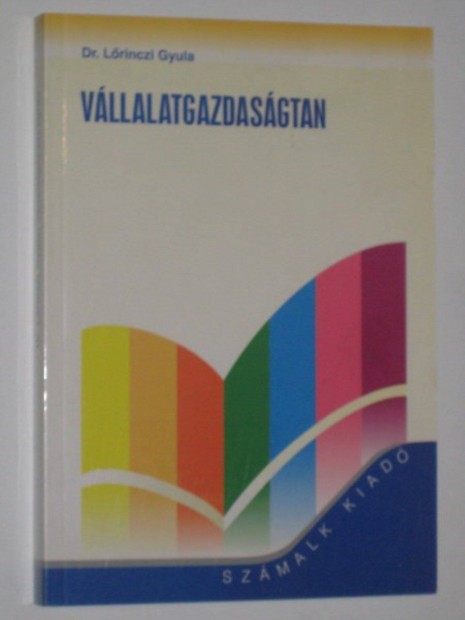 Dr. Lőrinczi Gyula
VÁLLALATGAZDASÁGTAN
SZÁMALK KIADÓ